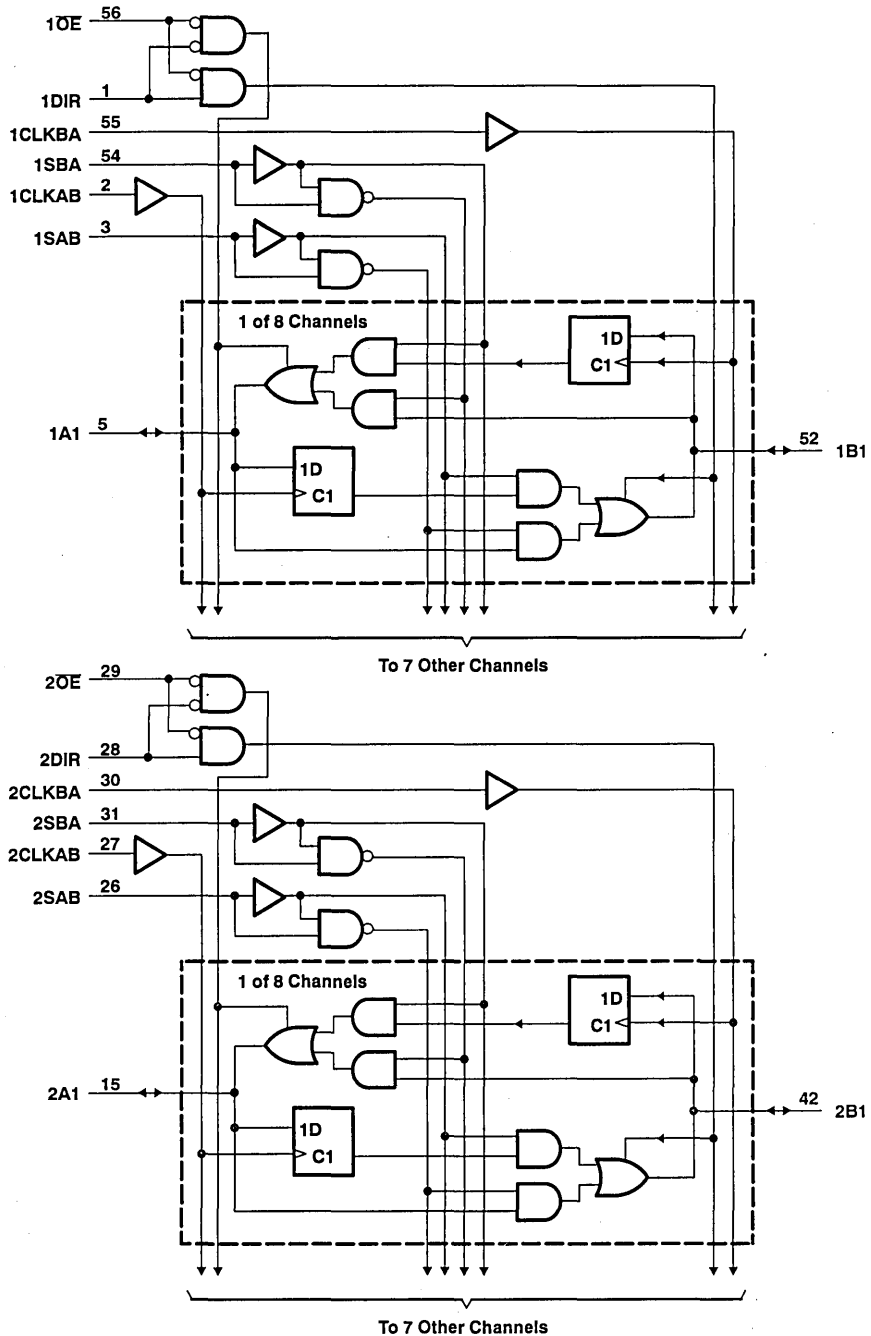 1O̅E̅ 56
1DIR 1
1CLKBA 55
1SBA 54
1CLKAB 2
1SAB 3
1 of 8 Channels
1D
C1
1A1 5
52 1B1
1D
C1
To 7 Other Channels
2O̅E̅ 29
2DIR 28
2CLKBA 30
2SBA 31
2CLKAB 27
2SAB 26
1 of 8 Channels
1D
C1
2A1 15
42 2B1
1D
C1
To 7 Other Channels